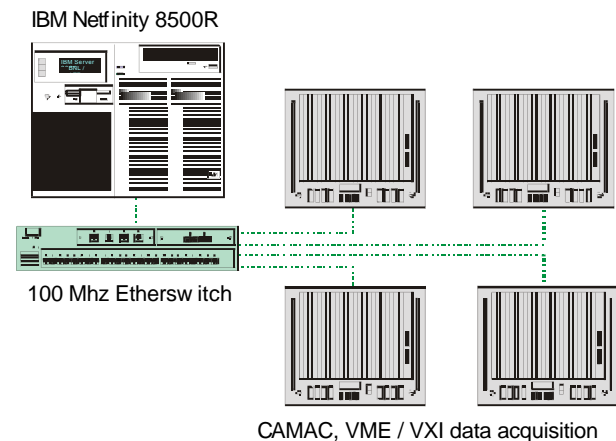 IBM Netfinity 8500R
IBM Server
100 Mhz Ethersw itch
CAMAC, VME / VXI data acquisition